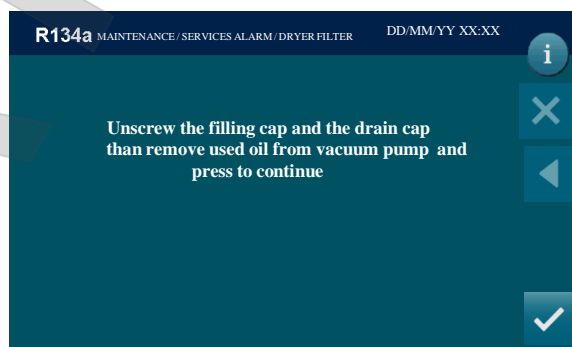 R134a MAINTENANCE / SERVICES ALARM / DRYER FILTER DD/MM/YY XX:XX
i
Unscrew the filling cap and the drain cap
than remove used oil from vacuum pump and
press to continue